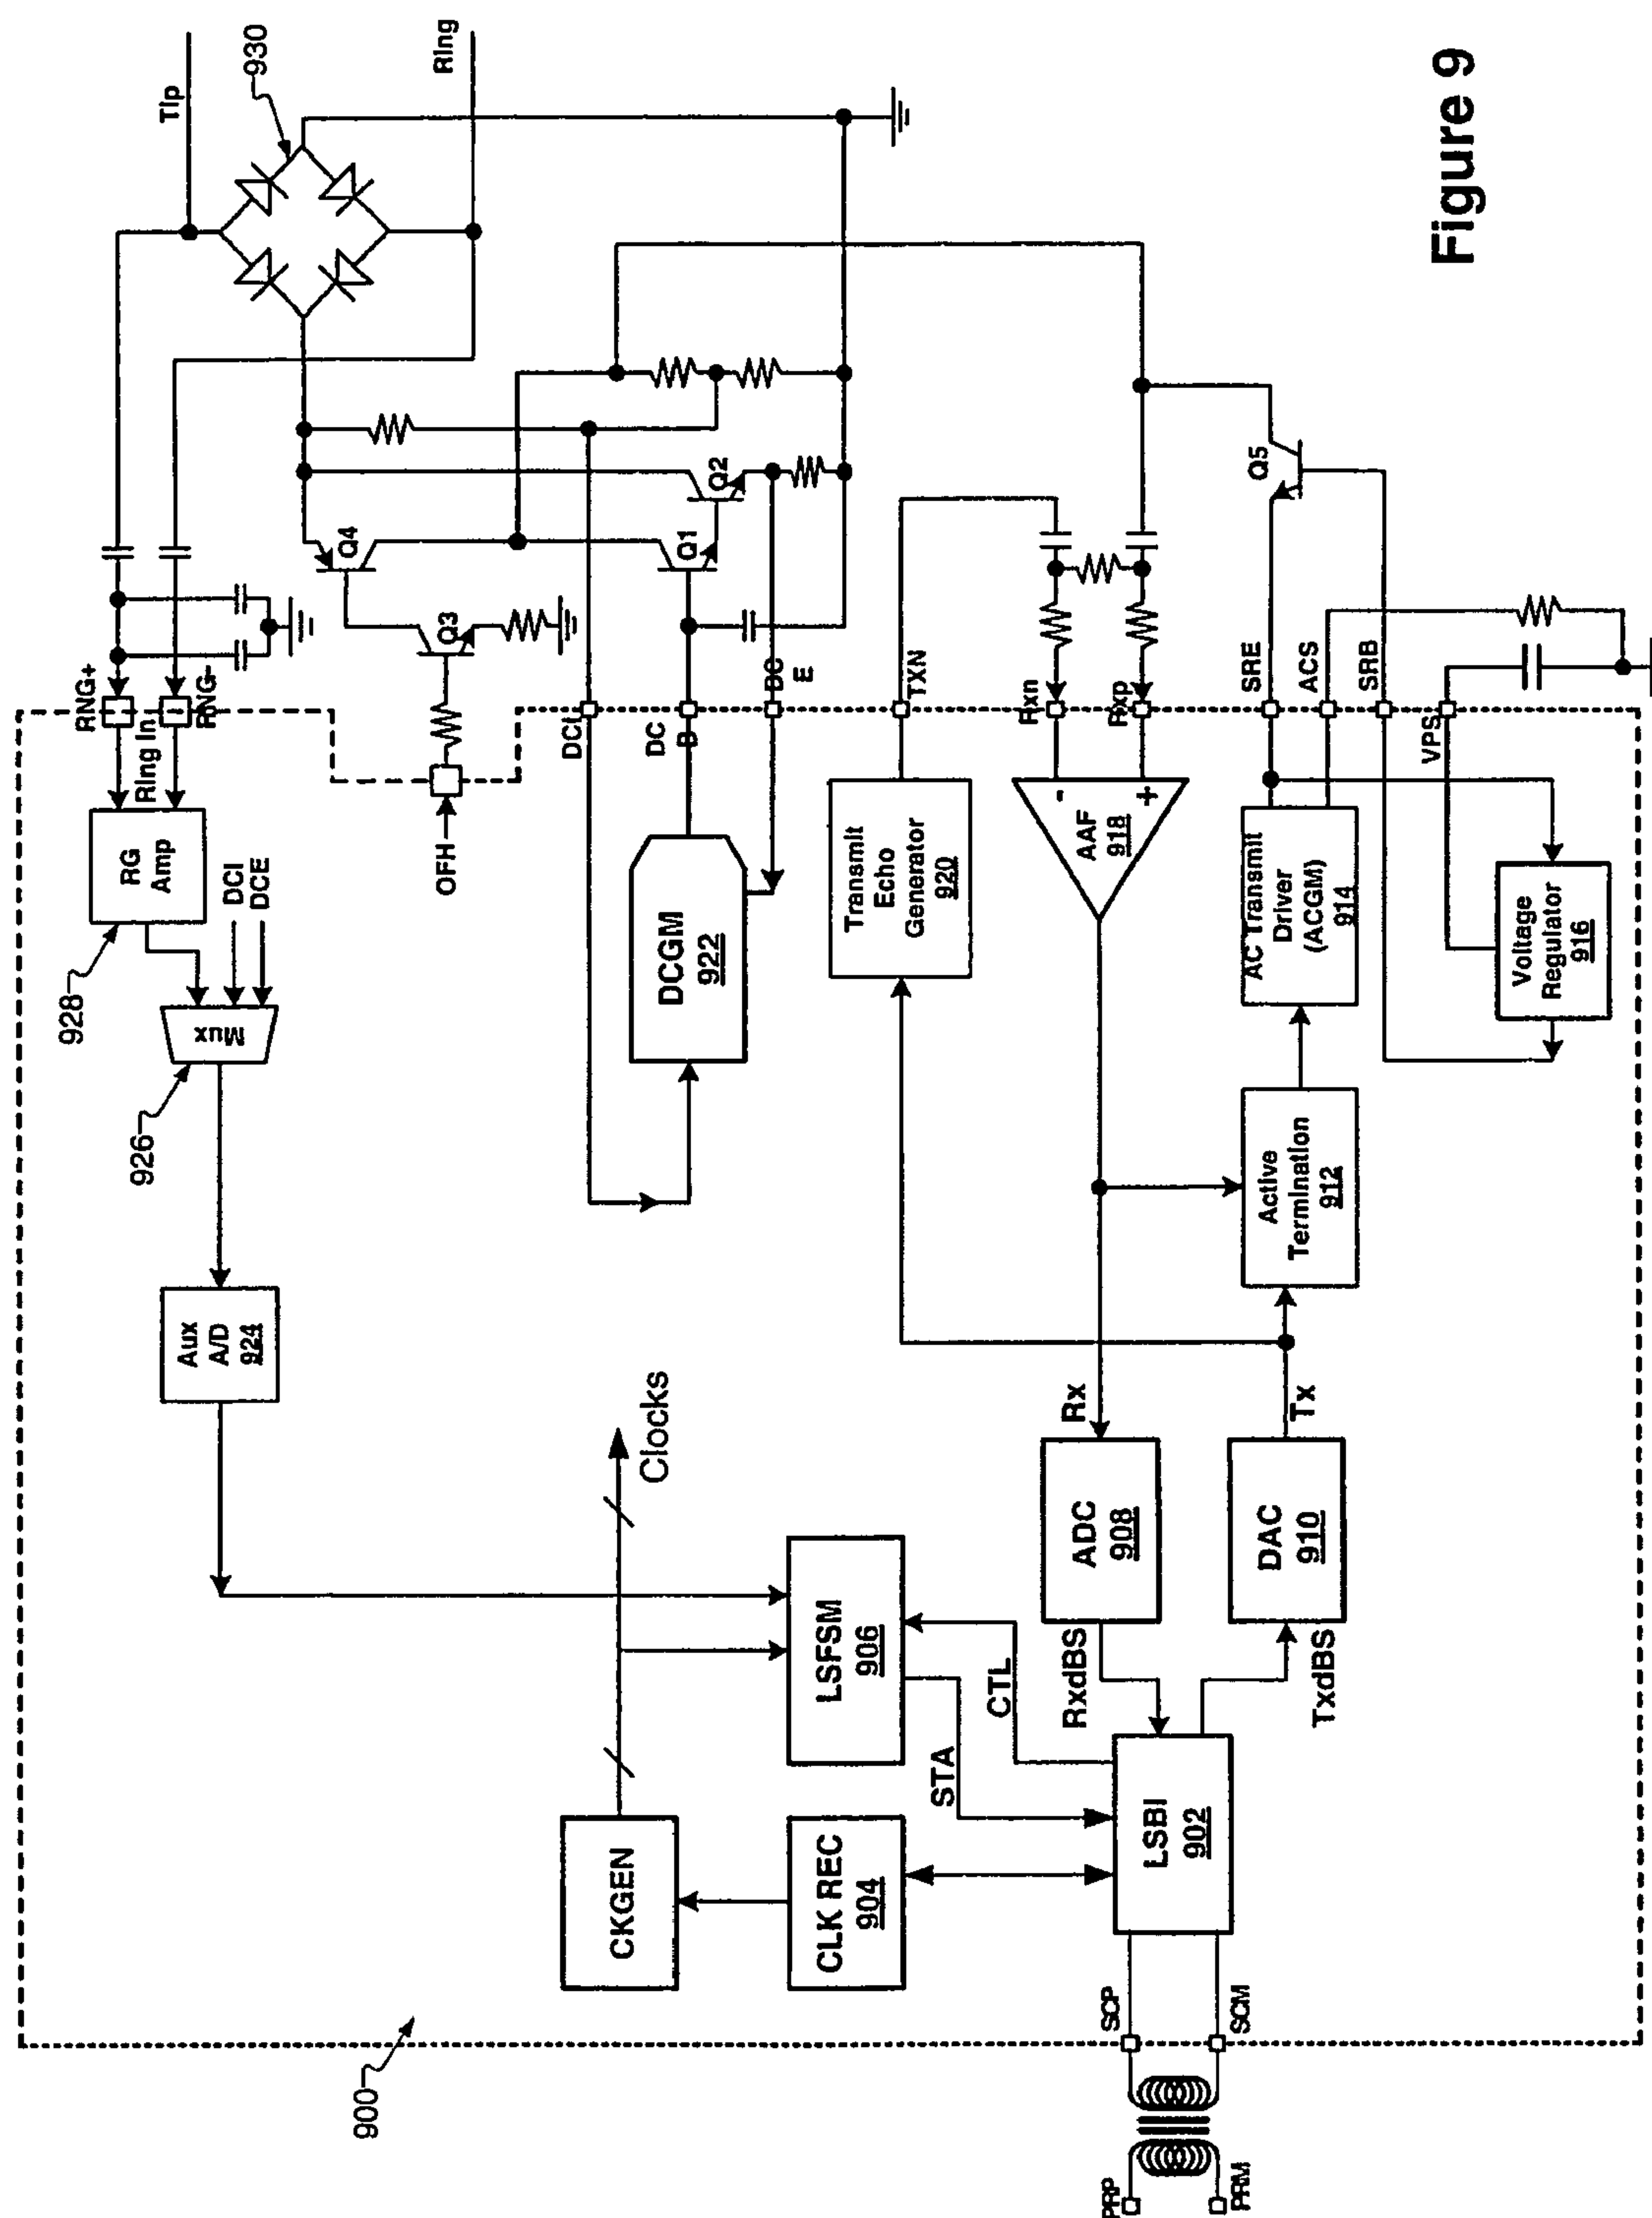 Tip
930
Ring
RNG+
Ring In
RNG-
RG
Amp
928
DCI
DCE
Mux
926
Aux
A/D
924
OFH
Q3
Q4
Q1
Q2
DCI
DC
B
DC
E
DCGM
922
TXN
Transmit
Echo
Generator
920
Rxn
Rxp
-
+
AAF
918
Q5
SRE
ACS
SRB
VPS
AC Transmit
Driver
(ACGM)
914
Voltage
Regulator
916
Active
Termination
912
Clocks
CKGEN
CLK REC
904
LSFSM
906
STA
CTL
Rx
ADC
908
RxdBS
Tx
DAC
910
TxdBS
LSBI
902
SCP
SCM
PRP
PRM
900
Figure 9